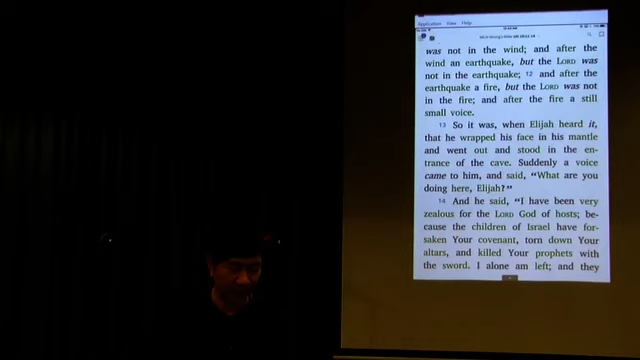 Application View Help
was not in the wind; and after the
wind an earthquake, but the LORD was
not in the earthquake; 12 and after the
earthquake a fire, but the LORD was not
in the fire; and after the fire a still
small voice.
13 So it was, when Elijah heard it,
that he wrapped his face in his mantle
and went out and stood in the en-
trance of the cave. Suddenly a voice
came to him, and said, “What are you
doing here, Elijah?”
14 And he said, “I have been very
zealous for the LORD God of hosts; be-
cause the children of Israel have for-
saken Your covenant, torn down Your
altars, and killed Your prophets with
the sword. I alone am left; and they